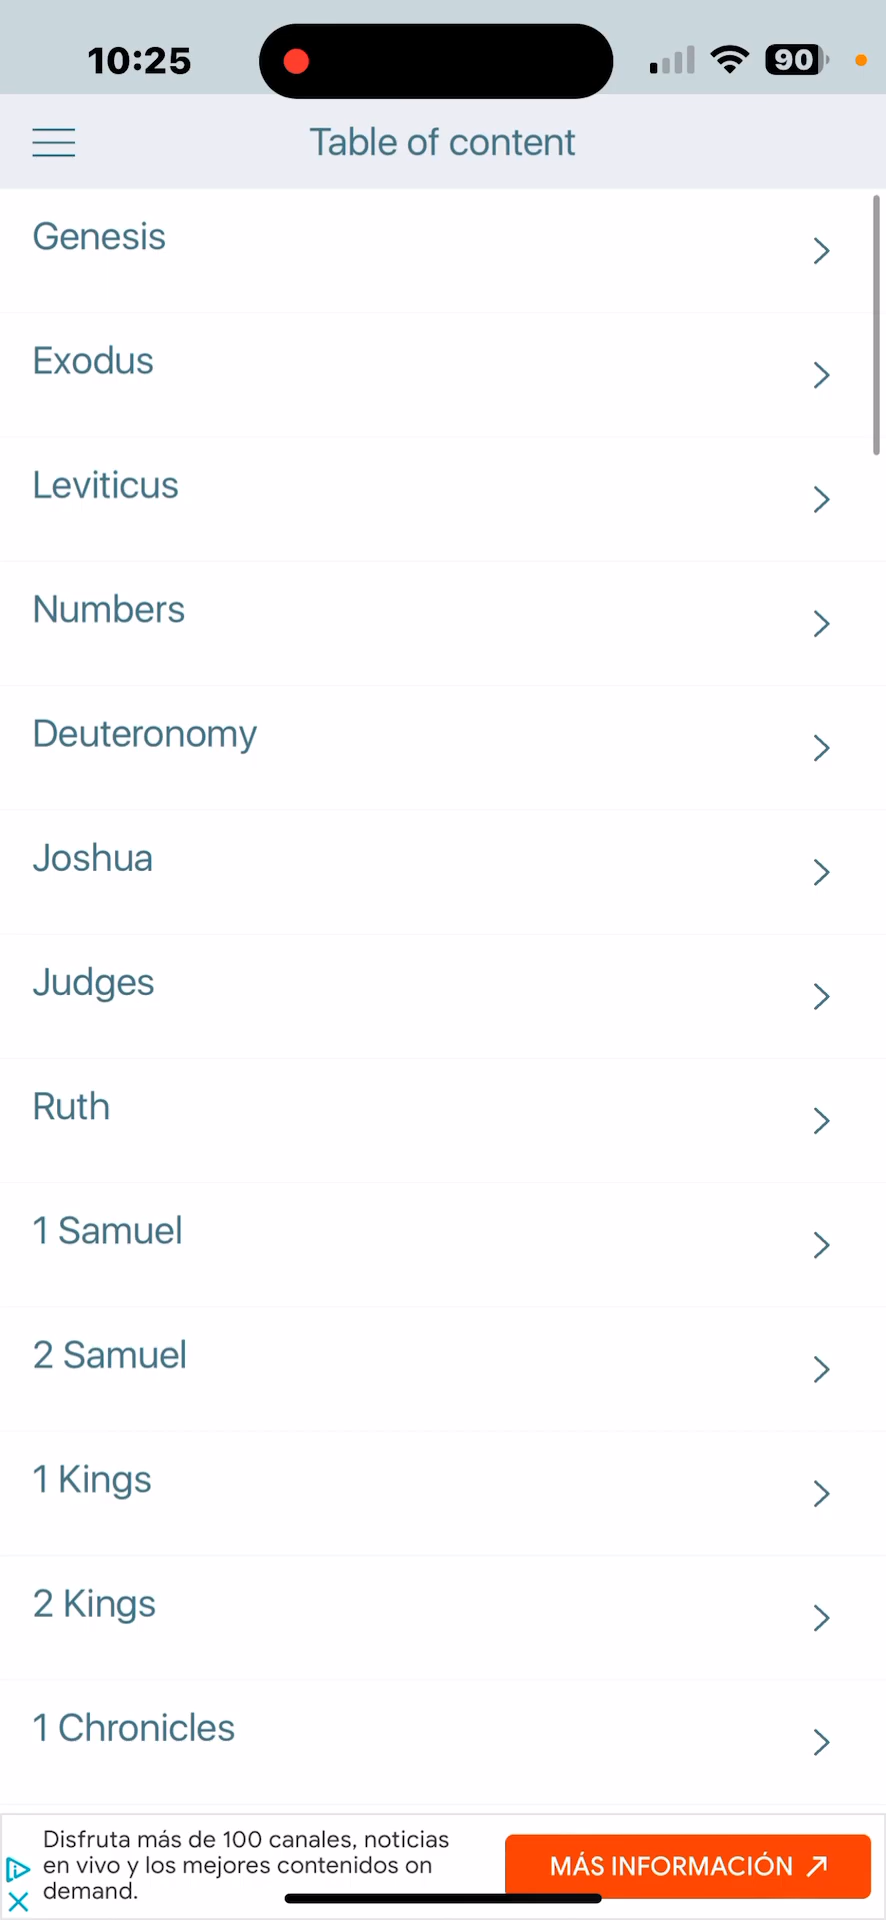 10:25
90
Table of content
Genesis
Exodus
Leviticus
Numbers
Deuteronomy
Joshua
Judges
Ruth
1 Samuel
2 Samuel
1 Kings
2 Kings
1 Chronicles
Disfruta más de 100 canales, noticias
en vivo y los mejores contenidos on
demand.
MÁS INFORMACIÓN